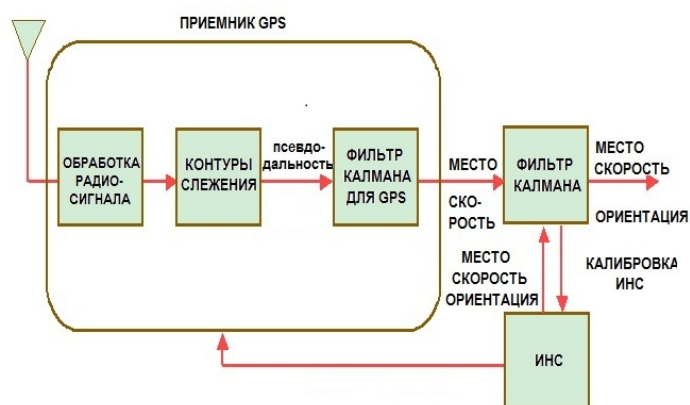 ПРИЕМНИК GPS
ОБРАБОТКА
РАДИО-
СИГНАЛА
КОНТУРЫ
СЛЕЖЕНИЯ
псевдо-
дальность
ФИЛЬТР
КАЛМАНА
ДЛЯ GPS
МЕСТО
СКО-
РОСТЬ
ФИЛЬТР
КАЛМАНА
МЕСТО
СКОРОСТЬ
ОРИЕНТАЦИЯ
МЕСТО
СКОРОСТЬ
ОРИЕНТАЦИЯ
КАЛИБРОВКА
ИНС
ИНС